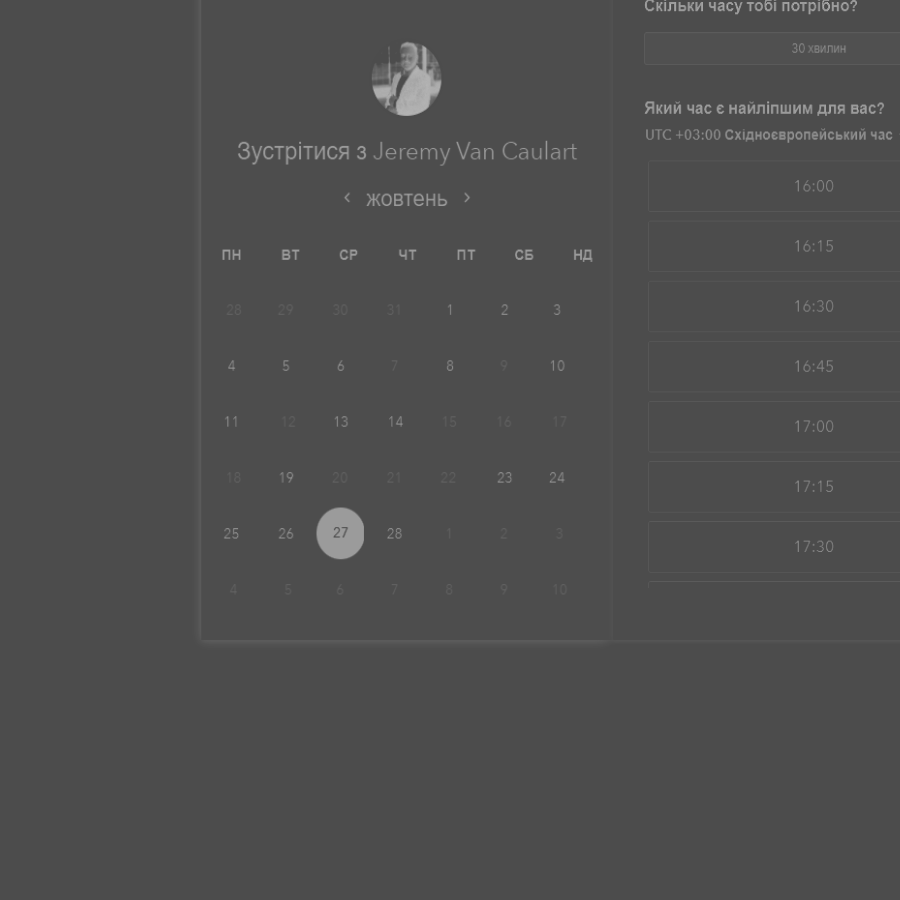 Зустрітися з Jeremy Van Caulart
‹ жовтень ›
ПН ВТ СР ЧТ ПТ СБ НД
28 29 30 31 1 2 3
4 5 6 7 8 9 10
11 12 13 14 15 16 17
18 19 20 21 22 23 24
25 26 27 28 1 2 3
4 5 6 7 8 9 10
Скільки часу тобі потрібно?
30 хвилин
Який час є найліпшим для вас?
UTC +03:00 Східноєвропейський час
16:00
16:15
16:30
16:45
17:00
17:15
17:30